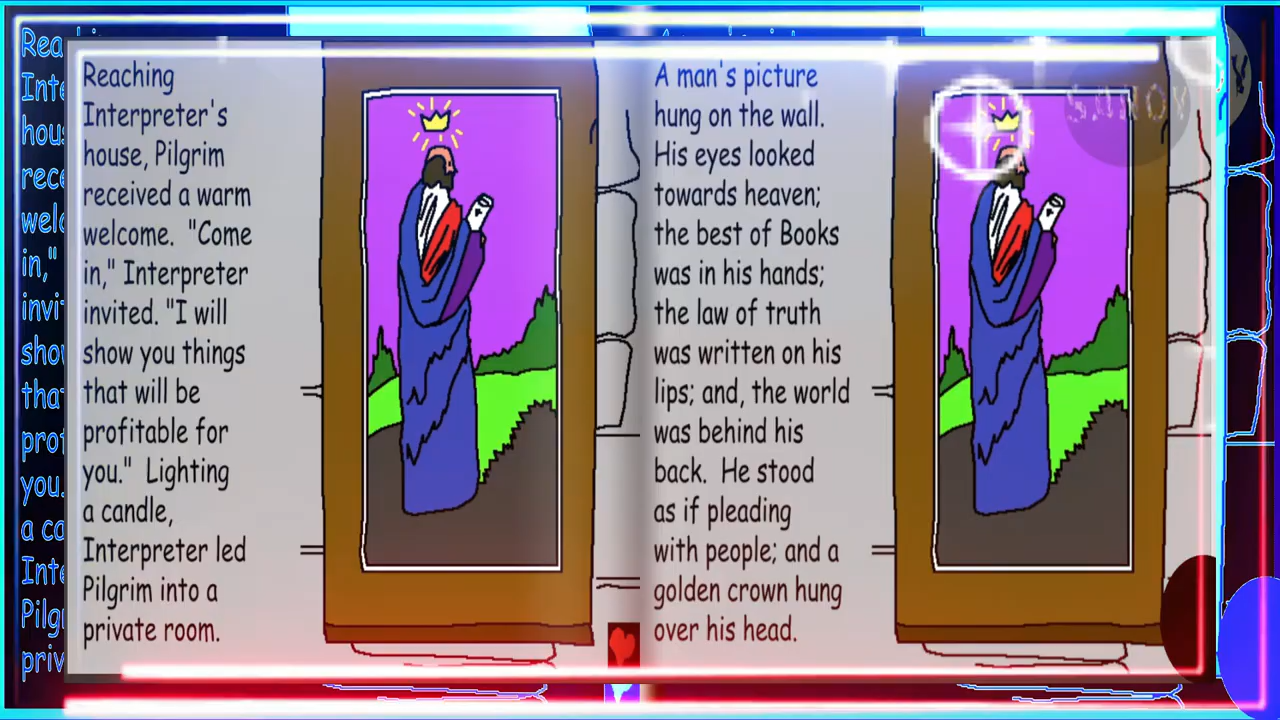 Reaching
Interpreter's
house, Pilgrim
received a warm
welcome. "Come
in," Interpreter
invited. "I will
show you things
that will be
profitable for
you." Lighting
a candle,
Interpreter led
Pilgrim into a
private room.
A man's picture
hung on the wall.
His eyes looked
towards heaven;
the best of Books
was in his hands;
the law of truth
was written on his
lips; and, the world
was behind his
back. He stood
as if pleading
with people; and a
golden crown hung
over his head.